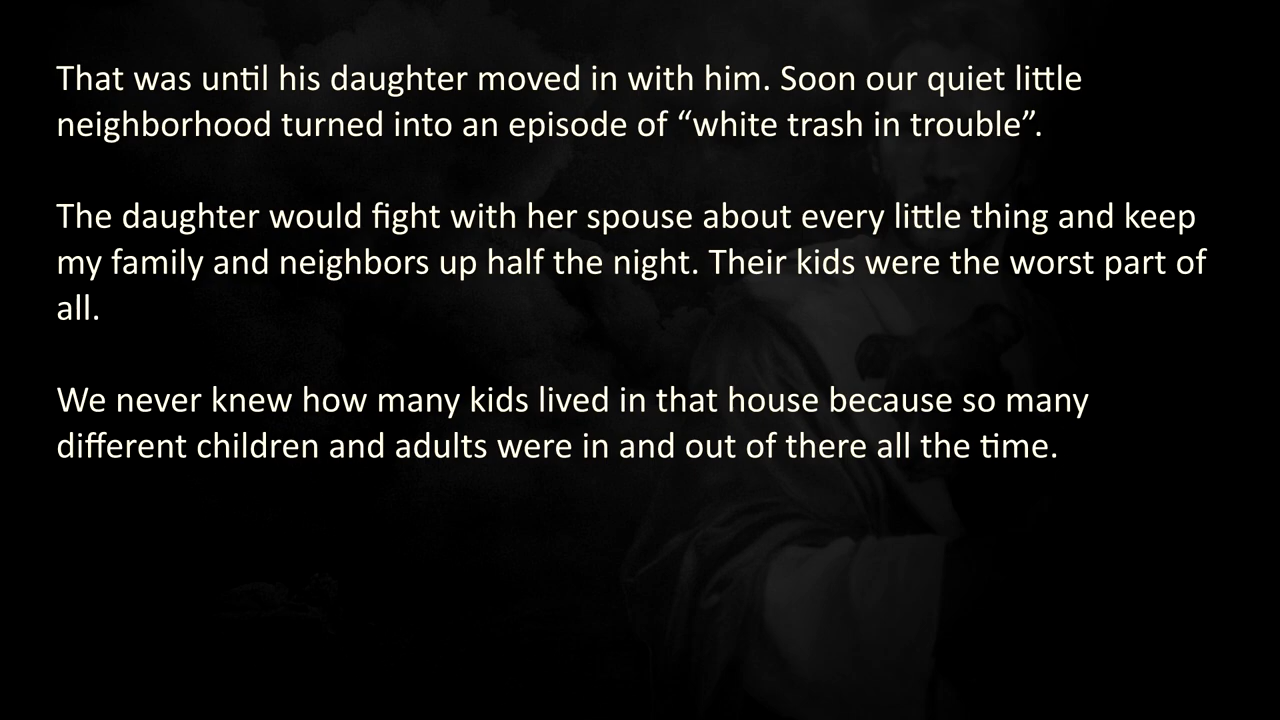 That was until his daughter moved in with him. Soon our quiet little
neighborhood turned into an episode of “white trash in trouble”.
The daughter would fight with her spouse about every little thing and keep
my family and neighbors up half the night. Their kids were the worst part of
all.
We never knew how many kids lived in that house because so many
different children and adults were in and out of there all the time.